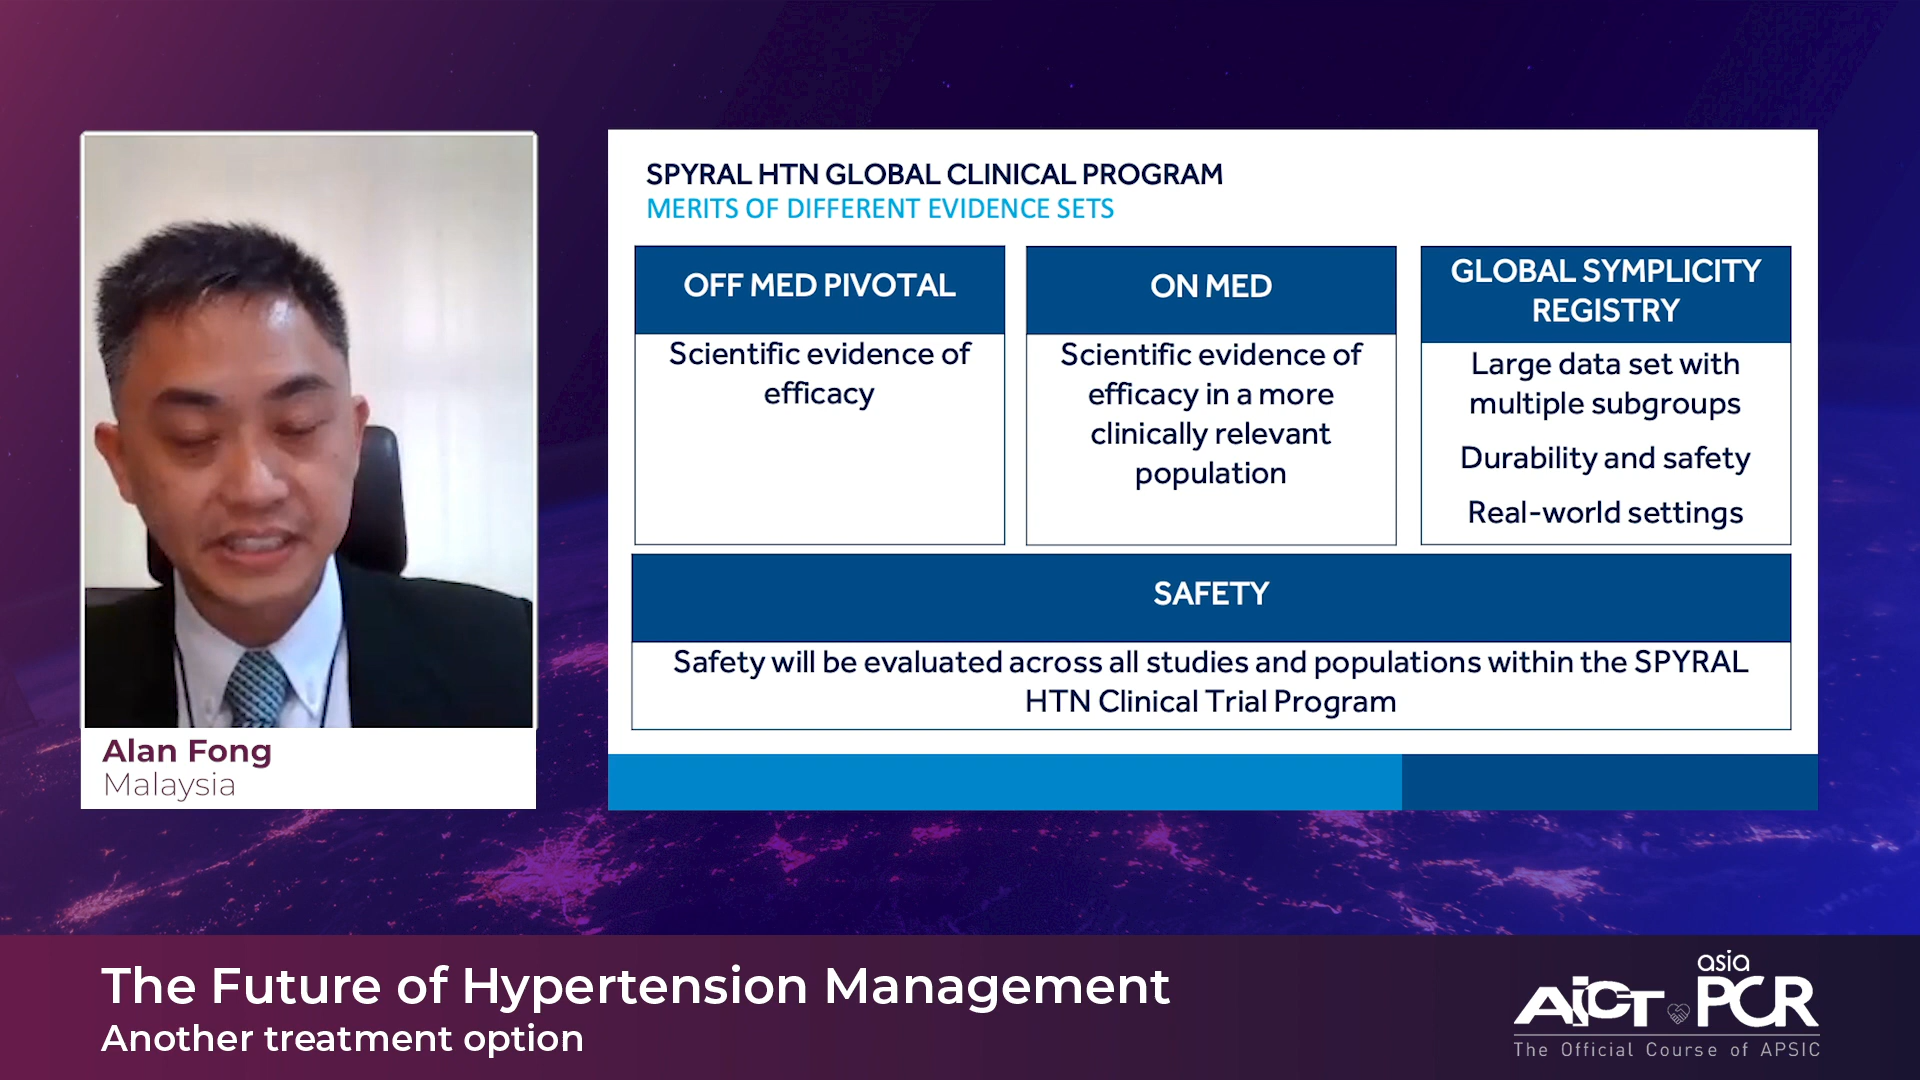 SPYRAL HTN GLOBAL CLINICAL PROGRAM
MERITS OF DIFFERENT EVIDENCE SETS
OFF MED PIVOTAL
Scientific evidence of
efficacy
ON MED
Scientific evidence of
efficacy in a more
clinically relevant
population
GLOBAL SYMPLICITY
REGISTRY
Large data set with
multiple subgroups
Durability and safety
Real-world settings
SAFETY
Safety will be evaluated across all studies and populations within the SPYRAL
HTN Clinical Trial Program
Alan Fong
Malaysia
The Future of Hypertension Management
Another treatment option
asia
AICT PCR
The Official Course of APSIC